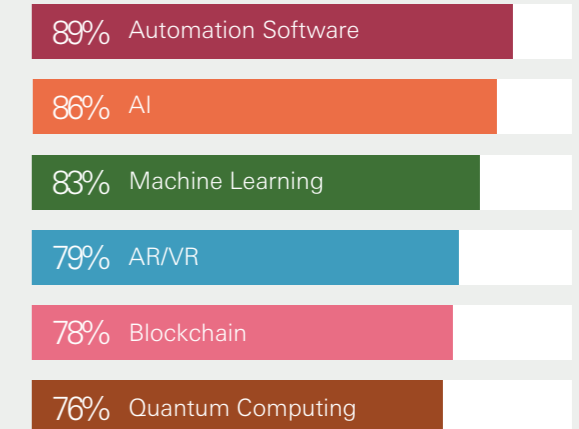 89% Automation Software
86% AI
83% Machine Learning
79% AR/VR
78% Blockchain
76% Quantum Computing